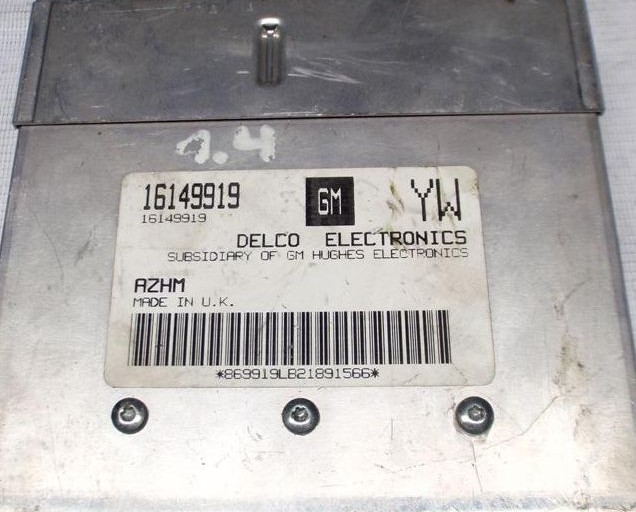 1.4
16149919 GM YW
16149919
DELCO ELECTRONICS
SUBSIDIARY OF GM HUGHES ELECTRONICS
AZHM
MADE IN U.K.
*869919LB21891566*